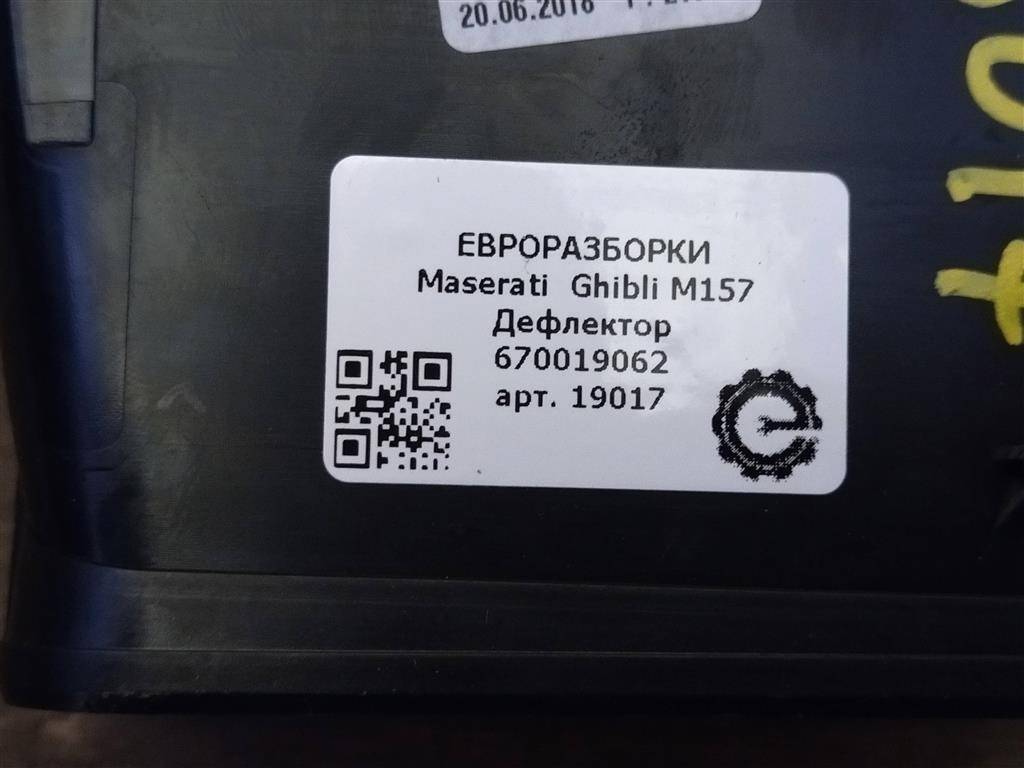 20.06.2018
ЕВРОРАЗБОРКИ
Maserati Ghibli M157
Дефлектор
670019062
арт. 19017